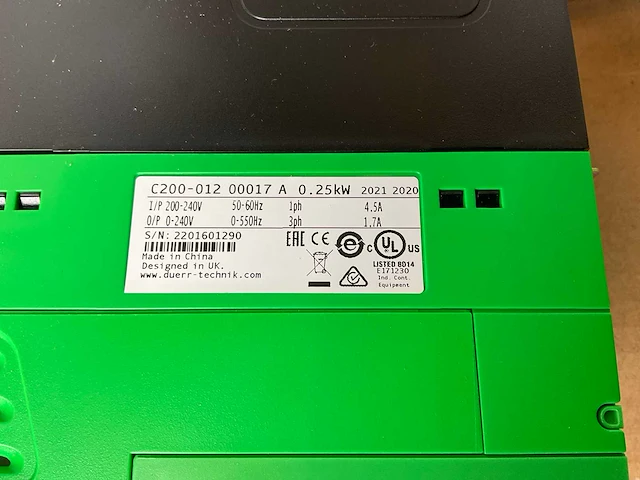 C200-012 00017 A 0.25kW 2021 2020
I/P 200-240V 50-60Hz 1ph 4.5A
O/P 0-240V 0-550Hz 3ph 1.7A
S/N: 2201601290
Made in China
Designed in UK.
www.duerr-technik.com
EAC CE e c UL US
LISTED 8D14
E171230
Ind. Cont.
Equipment